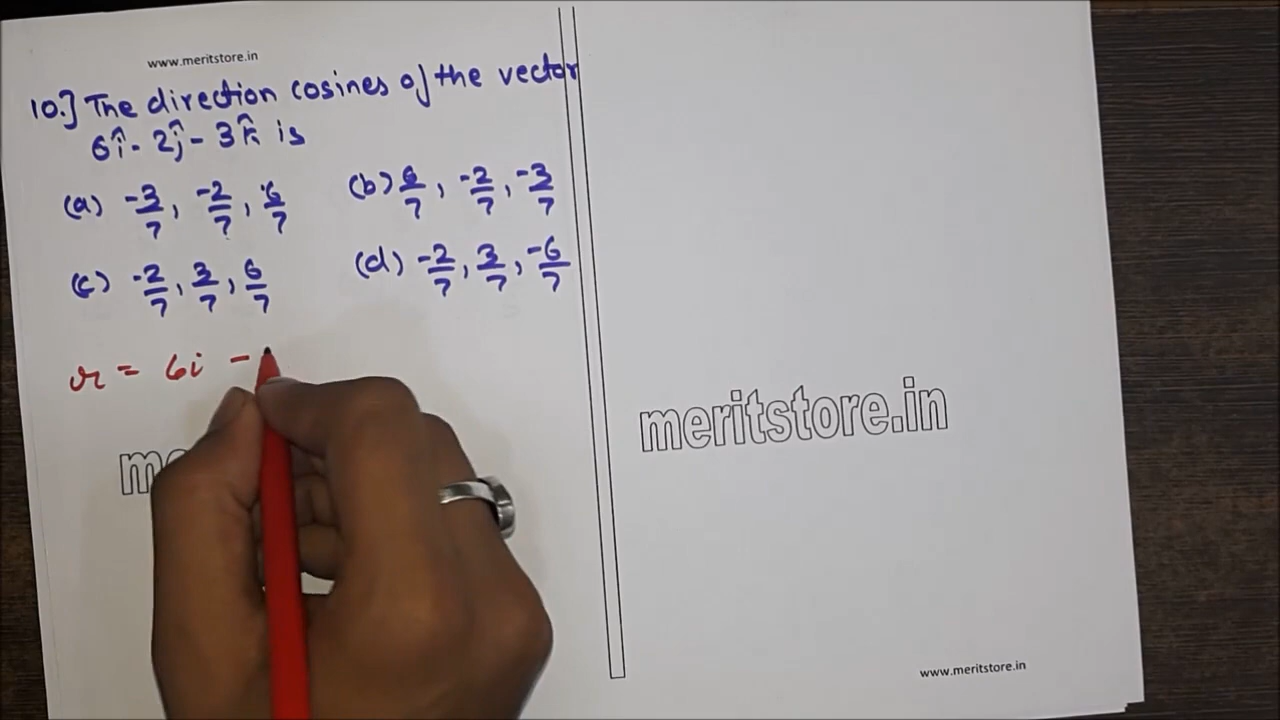 www.meritstore.in
10.] The direction cosines of the vector
6î - 2ĵ - 3k̂ is
(a) -3/7, -2/7, 6/7 (b) 6/7, -2/7, -3/7
(c) -2/7, 3/7, 6/7 (d) -2/7, 3/7, -6/7
r = 6i -
meritstore.in
www.meritstore.in